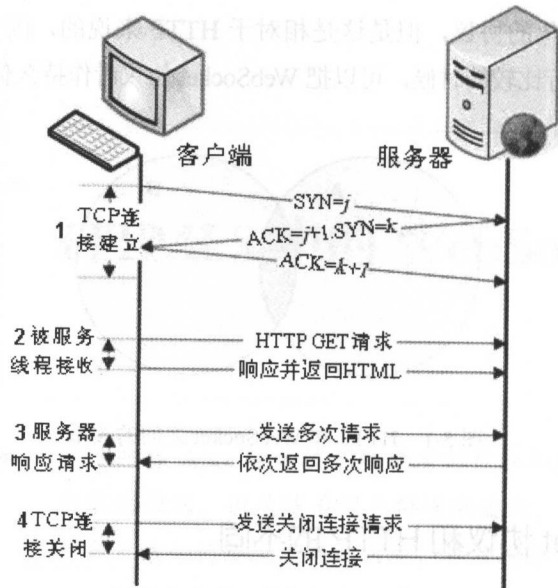 客户端
服务器
1 TCP连
接建立
SYN=j
ACK=j+1.SYN=k
ACK=k+1
2 被服务
线程接收
HTTP GET请求
响应并返回HTML
3 服务器
响应请求
发送多次请求
依次返回多次响应
4 TCP连
接关闭
发送关闭连接请求
关闭连接